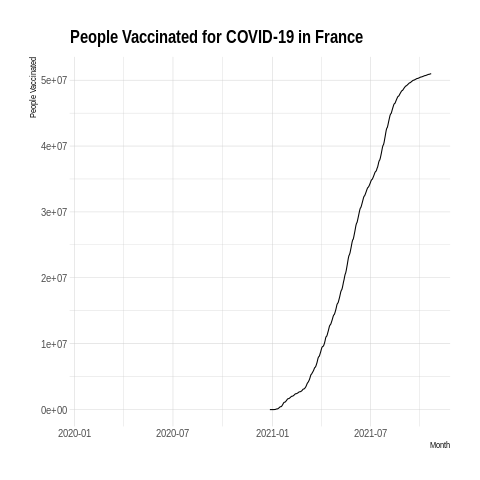 People Vaccinated for COVID-19 in France
People Vaccinated
5e+07
4e+07
3e+07
2e+07
1e+07
0e+00
2020-01 2020-07 2021-01 2021-07
Month